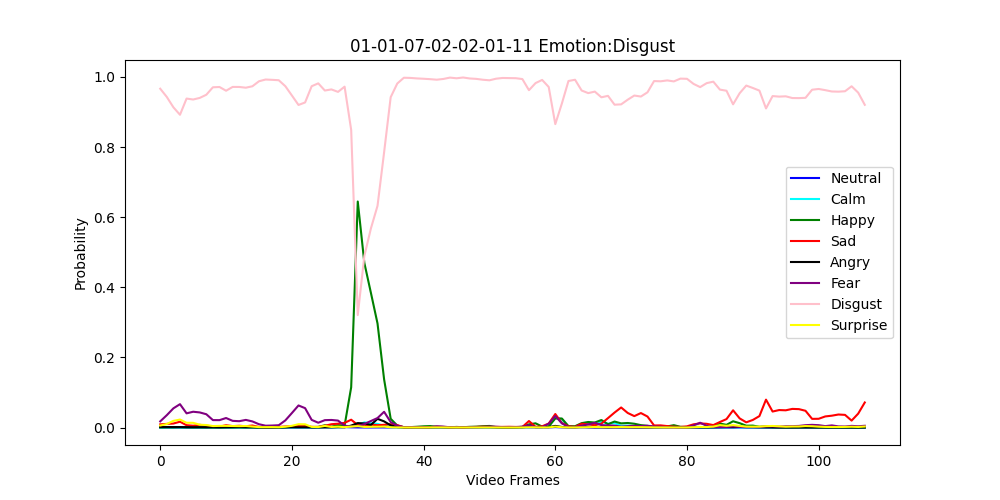 01-01-07-02-02-01-11 Emotion:Disgust
1.0
0.8
0.6
0.4
0.2
0.0
Probability
0
20
40
60
80
100
Video Frames
Neutral
Calm
Happy
Sad
Angry
Fear
Disgust
Surprise